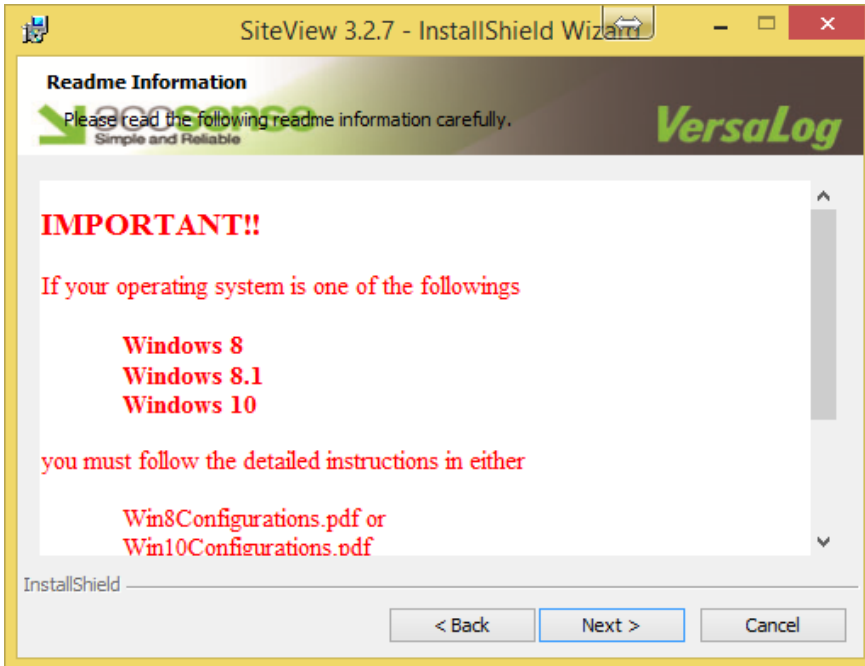 SiteView 3.2.7 - InstallShield Wizard
Readme Information
Please read the following readme information carefully.
accsense
Simple and Reliable
VersaLog
IMPORTANT!!
If your operating system is one of the followings
Windows 8
Windows 8.1
Windows 10
you must follow the detailed instructions in either
Win8Configurations.pdf or
Win10Configurations.pdf
InstallShield
< Back
Next >
Cancel